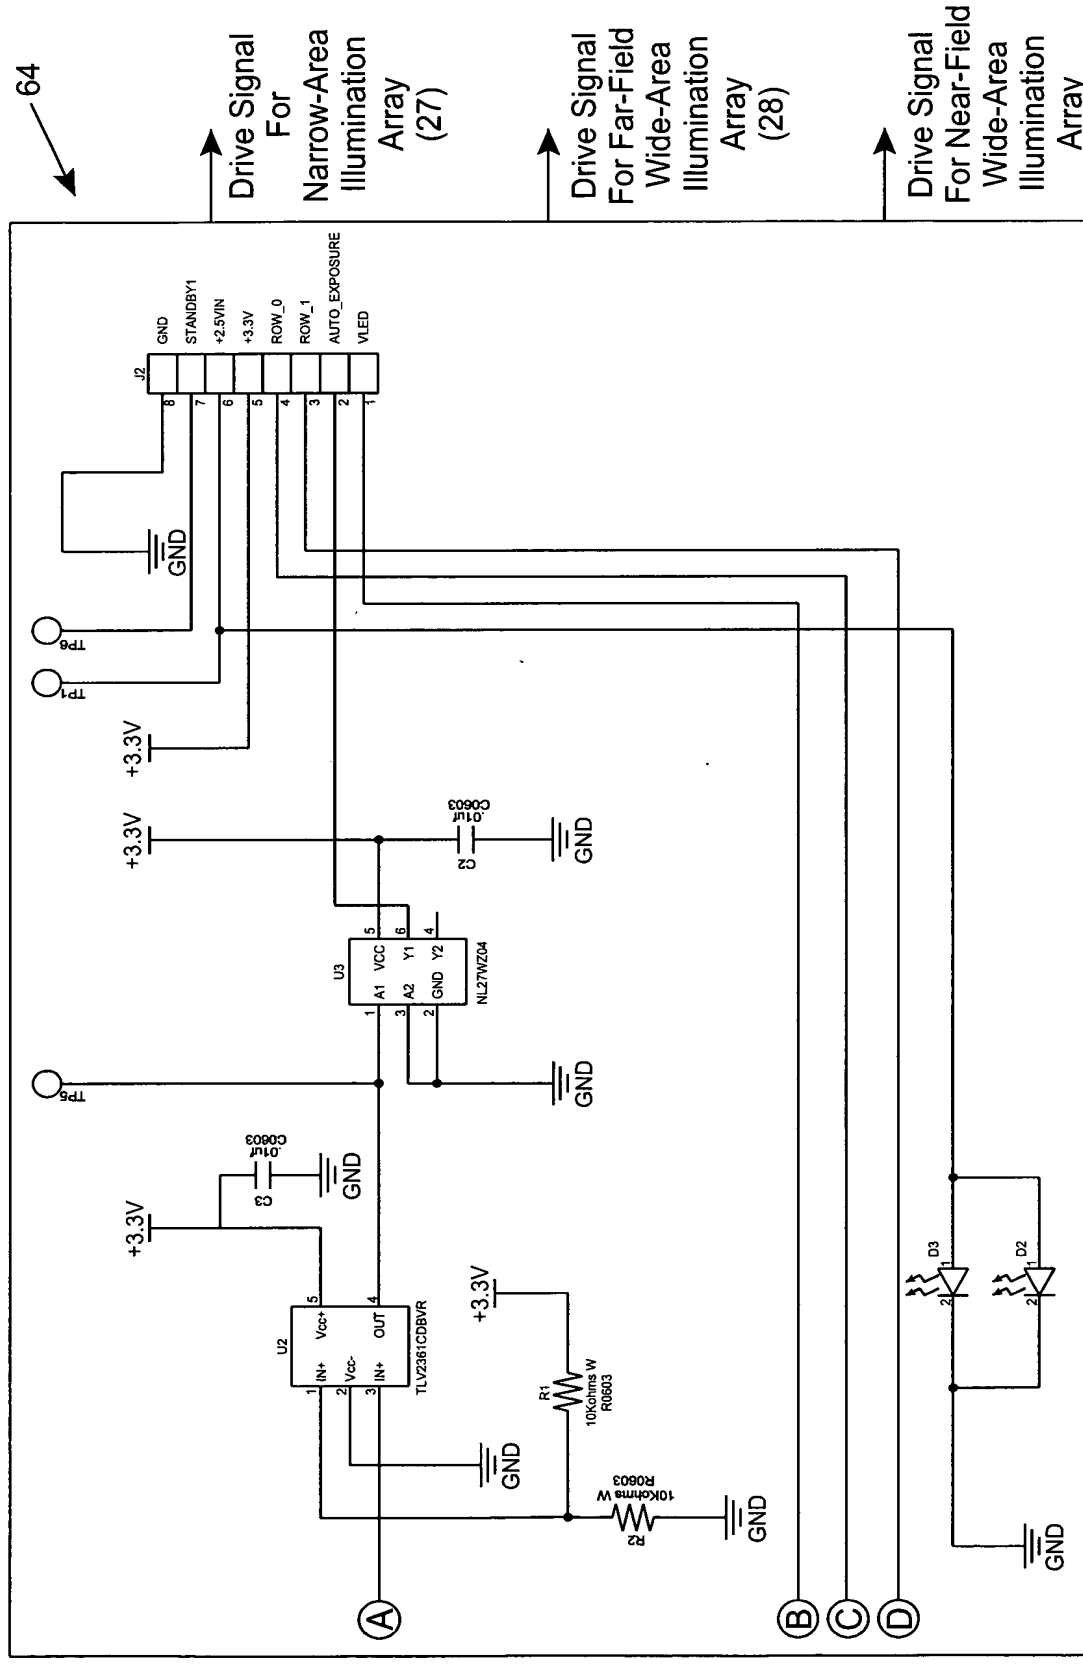 64
Drive Signal
For
Narrow-Area
Illumination
Array
(27)
Drive Signal
For Far-Field
Wide-Area
Illumination
Array
(28)
Drive Signal
For Near-Field
Wide-Area
Illumination
Array
J2
GND
STANDBY1
+2.5VIN
+3.3V
ROW_0
ROW_1
AUTO_EXPOSURE
VLED
8
7
6
5
4
3
2
1
GND
TP6
TP1
+3.3V
+3.3V
.01uf
C0603
C2
GND
U3
5
6
4
VCC
Y1
Y2
A1
A2
GND
1
3
2
NL27WZ04
GND
TP5
+3.3V
.01uf
C0603
C3
GND
U2
5
4
Vcc+
OUT
IN+
Vcc-
IN+
1
2
3
TLV2361CDBVR
GND
+3.3V
R1
10Kohms W
R0603
10Kohms W
R0603
R2
GND
D3
1
2
D2
1
2
GND
A
B
C
D